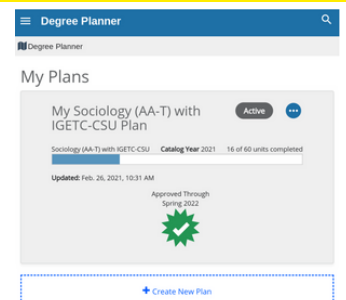 Degree Planner
Degree Planner
My Plans
My Sociology (AA-T) with
IGETC-CSU Plan
Active
Sociology (AA-T) with IGETC-CSU Catalog Year 2021 16 of 60 units completed
Updated: Feb. 26, 2021, 10:31 AM
Approved Through
Spring 2022
Create New Plan